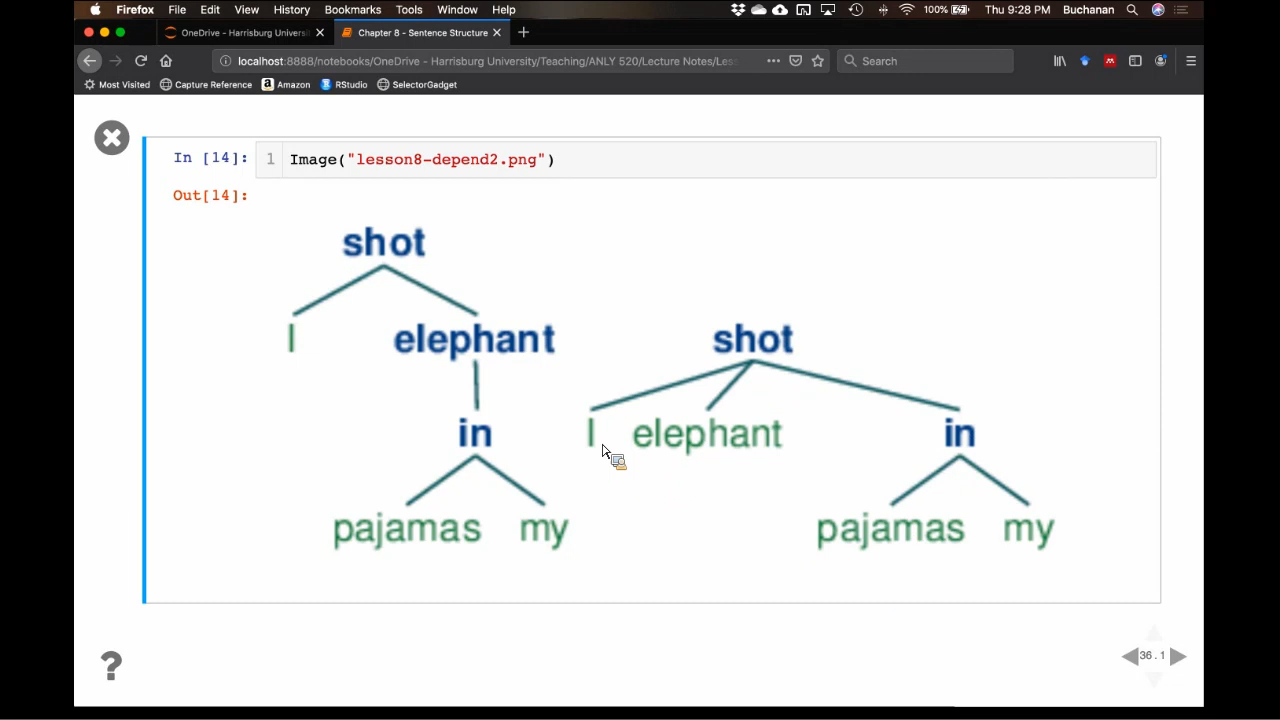 Firefox File Edit View History Bookmarks Tools Window Help 100% Thu 9:28 PM Buchanan
OneDrive - Harrisburg Universi Chapter 8 - Sentence Structure
localhost:8888/notebooks/OneDrive - Harrisburg University/Teaching/ANLY 520/Lecture Notes/Les Search
Most Visited Capture Reference Amazon RStudio SelectorGadget
In [14]: 1 Image("lesson8-depend2.png")
Out[14]:
shot
I elephant shot
in I elephant in
pajamas my pajamas my
? 36.1